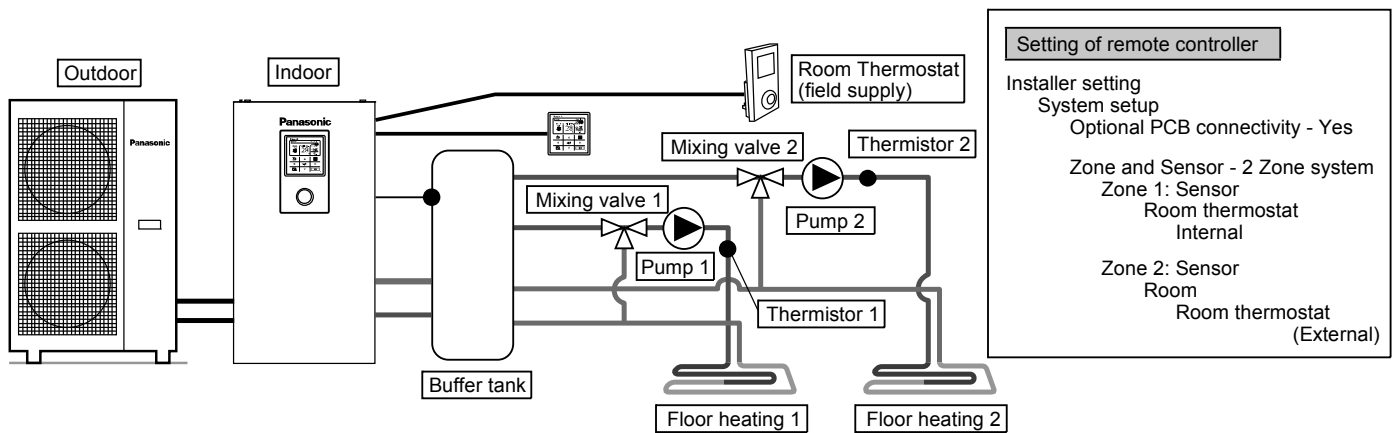 Outdoor
Indoor
Panasonic
Panasonic
Room Thermostat
(field supply)
Mixing valve 2
Thermistor 2
Mixing valve 1
Pump 2
Pump 1
Thermistor 1
Buffer tank
Floor heating 1
Floor heating 2
Setting of remote controller
Installer setting
System setup
Optional PCB connectivity - Yes
Zone and Sensor - 2 Zone system
Zone 1: Sensor
Room thermostat
Internal
Zone 2: Sensor
Room
Room thermostat
(External)